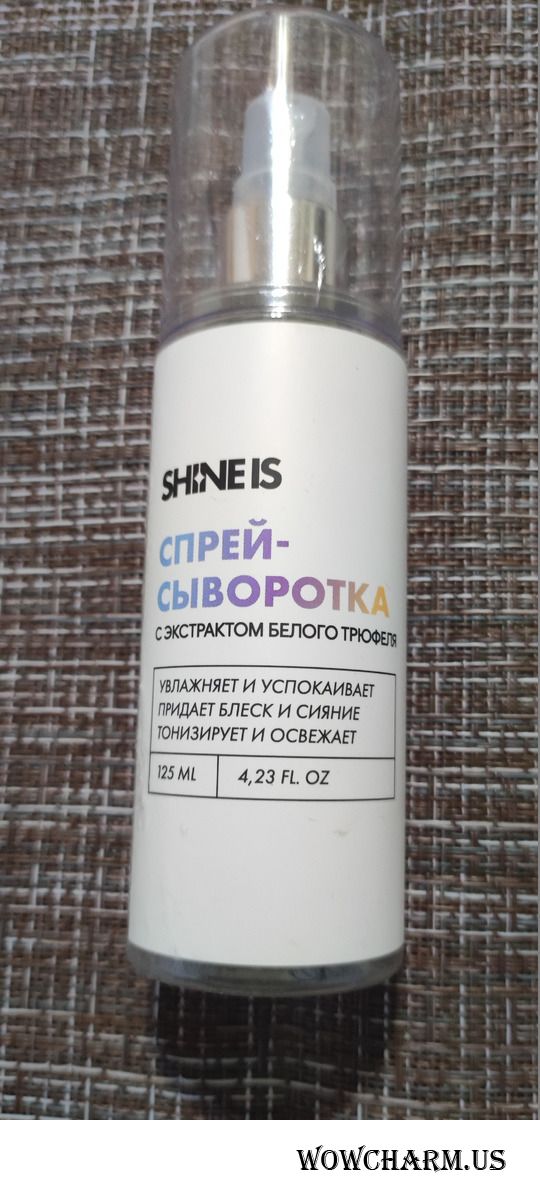 SHINE IS
СПРЕЙ-
СЫВОРОТКА
С ЭКСТРАКТОМ БЕЛОГО ТРЮФЕЛЯ
УВЛАЖНЯЕТ И УСПОКАИВАЕТ
ПРИДАЕТ БЛЕСК И СИЯНИЕ
ТОНИЗИРУЕТ И ОСВЕЖАЕТ
125 ML 4,23 FL. OZ
WOWCHARM.US